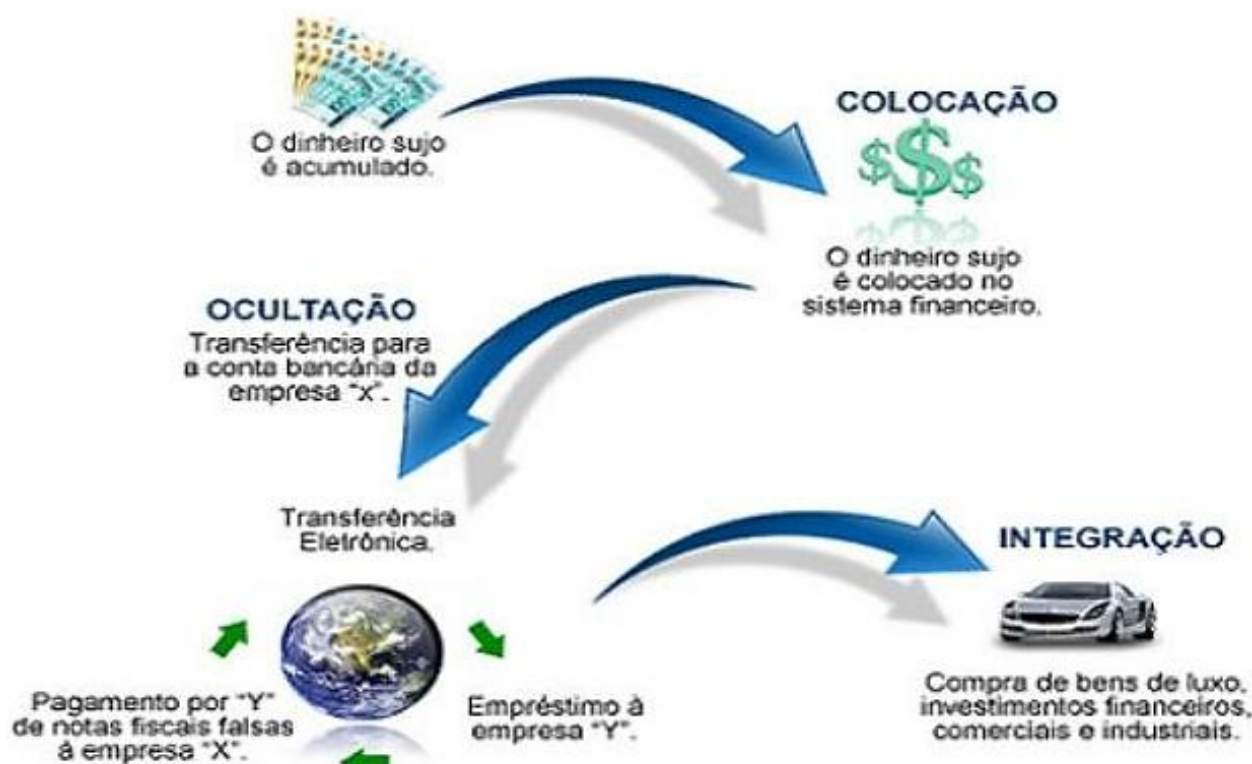 O dinheiro sujo
é acumulado.
COLOCAÇÃO
$$$
O dinheiro sujo
é colocado no
sistema financeiro.
OCULTAÇÃO
Transferência para
a conta bancária da
empresa "x".
Transferência
Eletrônica.
Empréstimo à
empresa "Y".
Pagamento por "Y"
de notas fiscais falsas
à empresa "X".
INTEGRAÇÃO
Compra de bens de luxo,
investimentos financeiros,
comerciais e industriais.